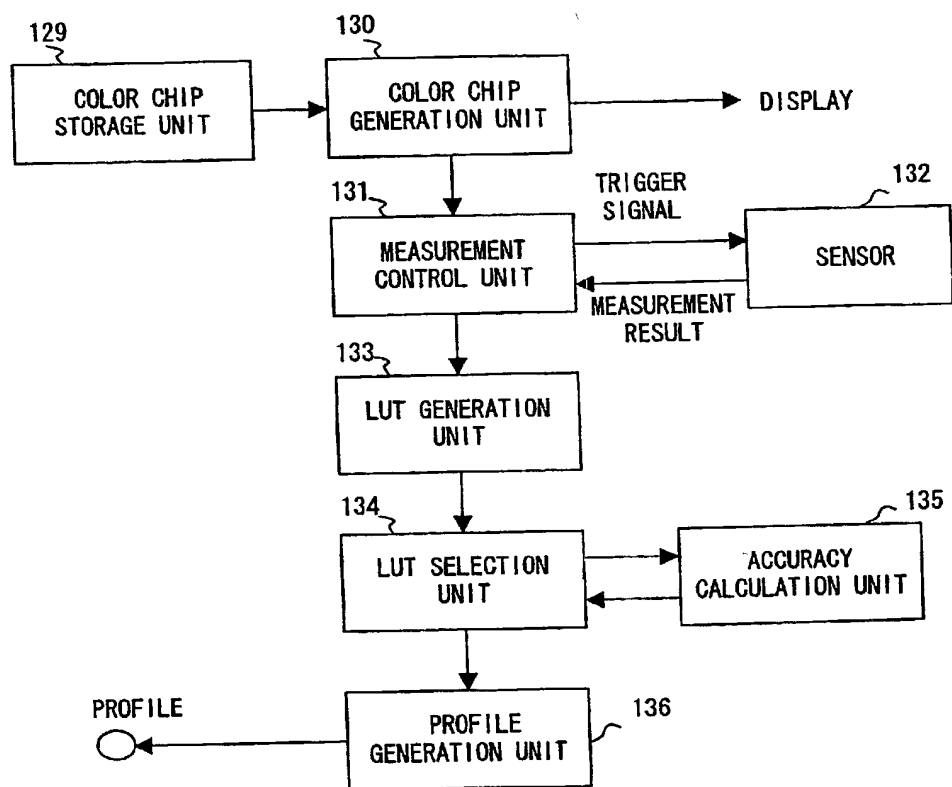 129
COLOR CHIP
STORAGE UNIT
130
COLOR CHIP
GENERATION UNIT
DISPLAY
131
MEASUREMENT
CONTROL UNIT
TRIGGER
SIGNAL
132
SENSOR
MEASUREMENT
RESULT
133
LUT GENERATION
UNIT
134
LUT SELECTION
UNIT
135
ACCURACY
CALCULATION UNIT
PROFILE
PROFILE
GENERATION UNIT
136